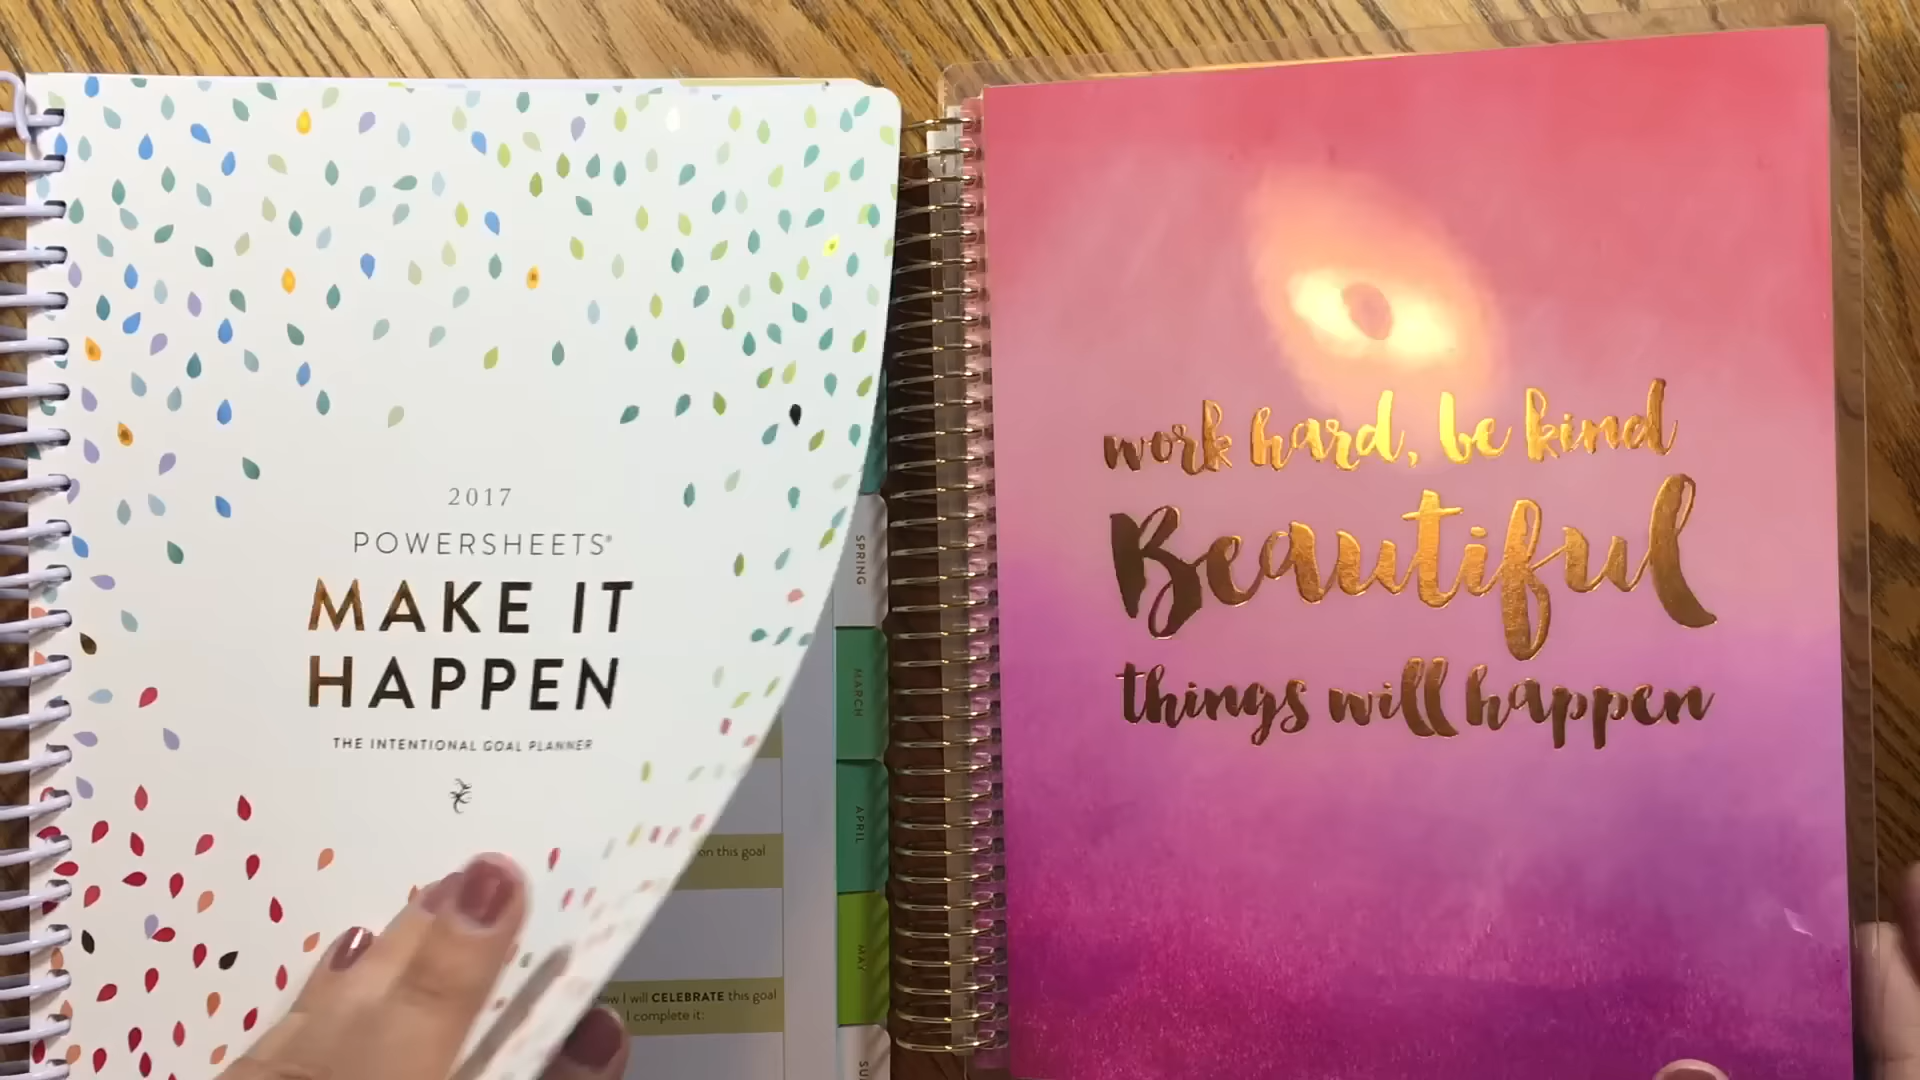 2017
POWERSHEETS®
MAKE IT
HAPPEN
THE INTENTIONAL GOAL PLANNER
on this goal
I will CELEBRATE this goal
I complete it:
SPRING
MARCH
APRIL
MAY
SU
work hard, be kind
Beautiful
things will happen